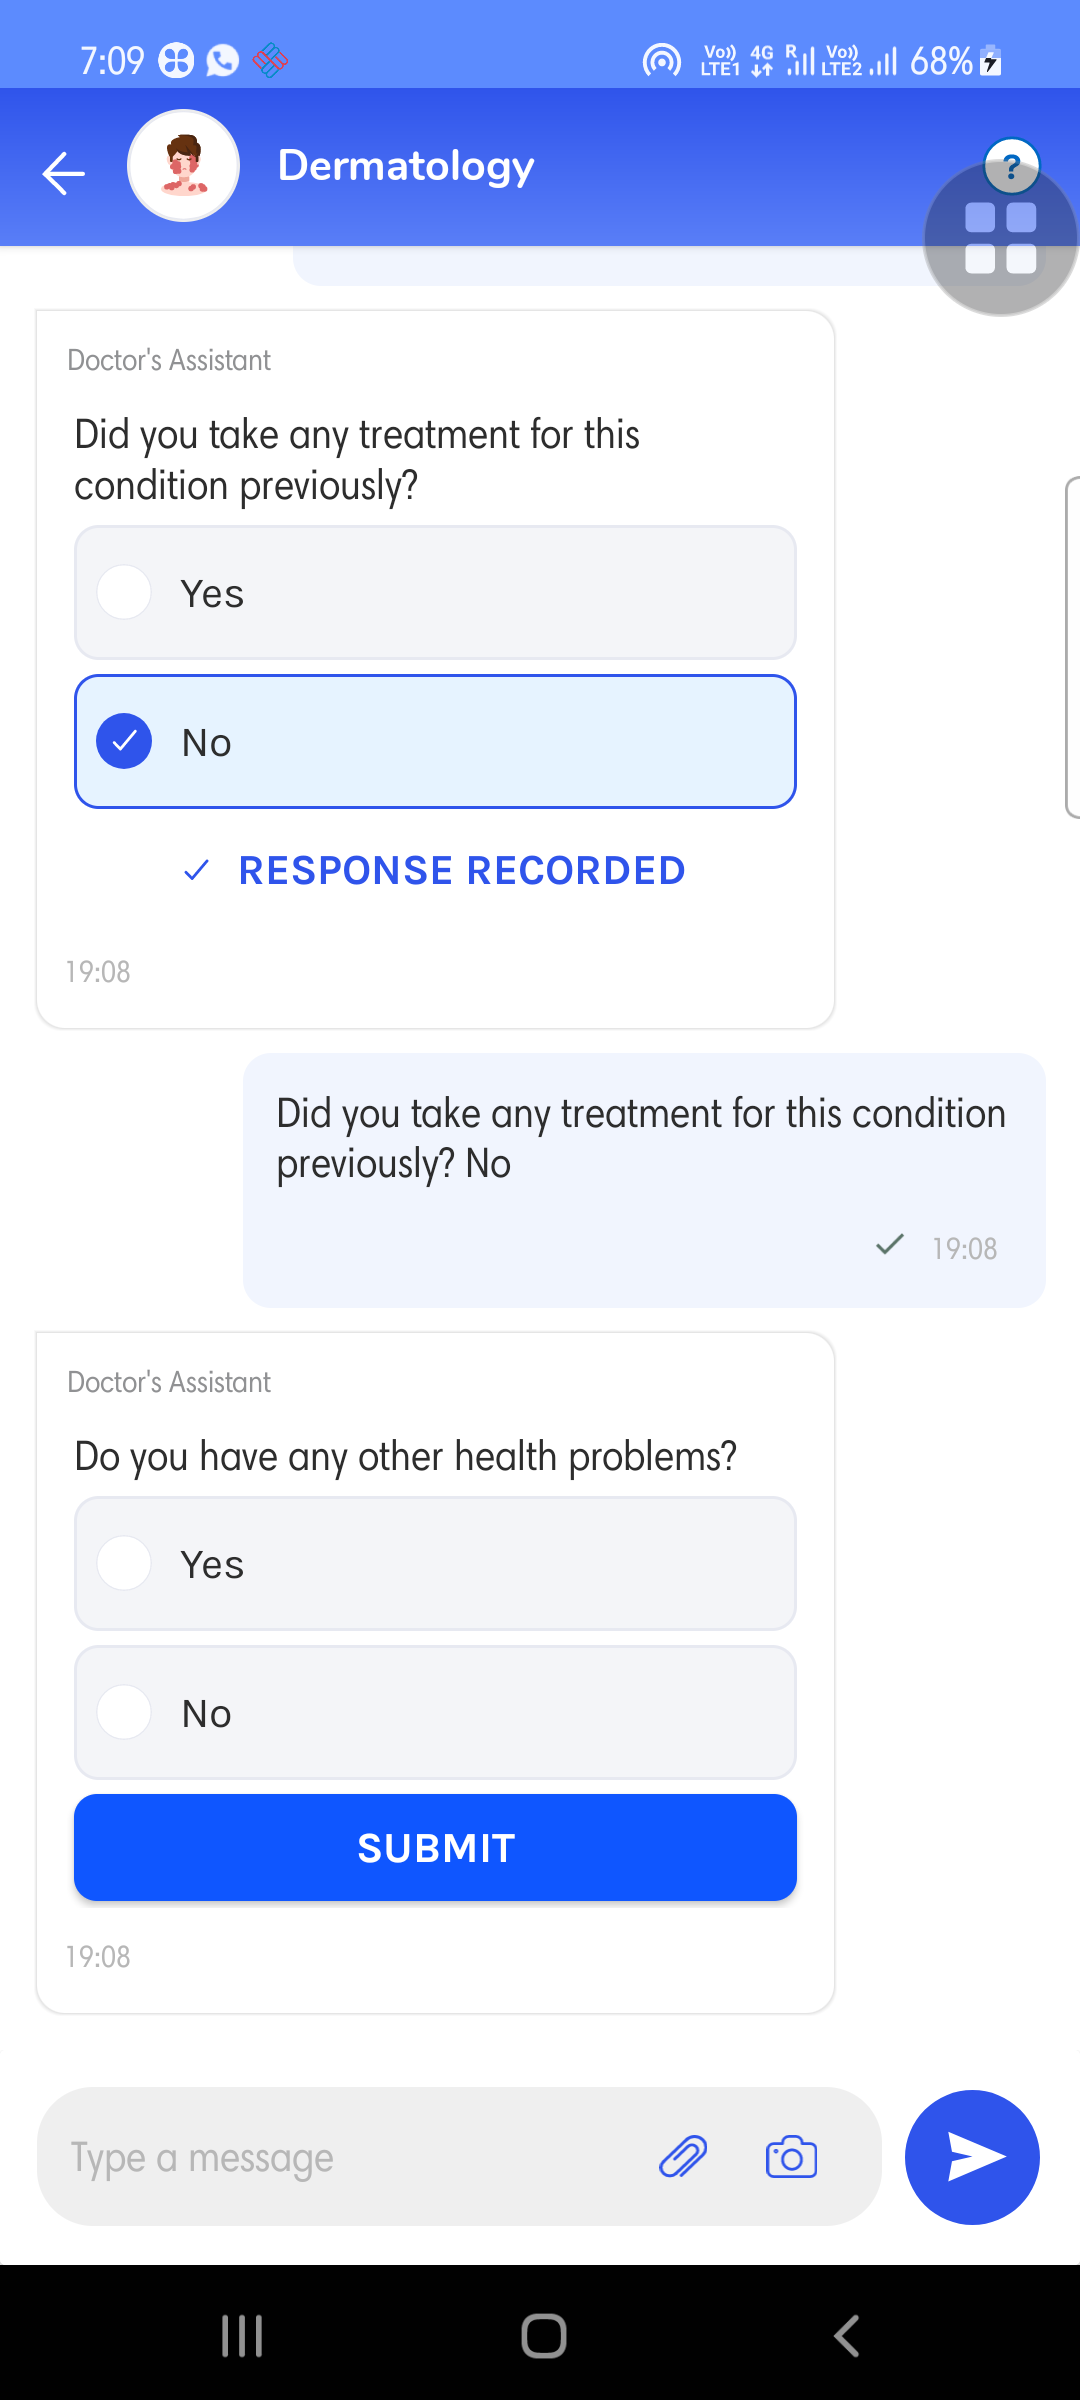 7:09
Vo)) LTE1 4G R Vo)) LTE2 68%
Dermatology
?
Doctor's Assistant
Did you take any treatment for this
condition previously?
Yes
No
RESPONSE RECORDED
19:08
Did you take any treatment for this condition
previously? No
19:08
Doctor's Assistant
Do you have any other health problems?
Yes
No
SUBMIT
19:08
Type a message